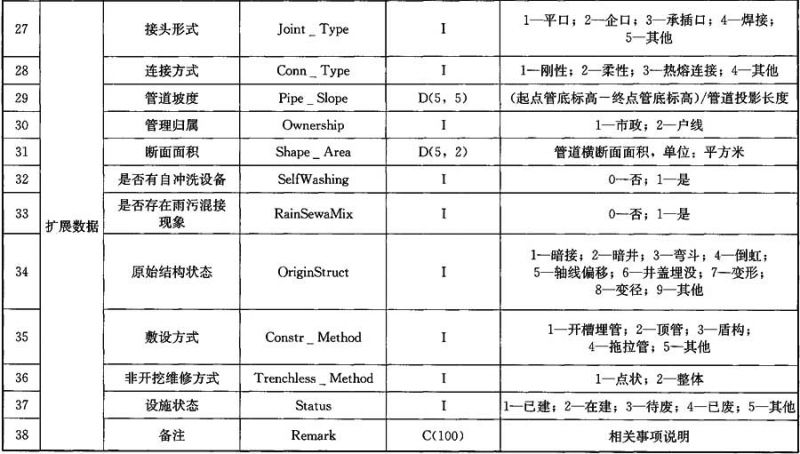 27 接头形式 Joint _ Type I 1—平口；2—企口；3—承插口；4—焊接；
5—其他
28 连接方式 Conn _ Type I 1—刚性；2—柔性；3—热熔连接；4—其他
29 管道坡度 Pipe _ Slope D(5，5) (起点管底标高－终点管底标高)/管道投影长度
30 管理归属 Ownership I 1—市政；2—户线
31 断面面积 Shape _ Area D(5，2) 管道横断面面积，单位：平方米
32 是否有自冲洗设备 SelfWashing I 0—否；1—是
33 是否存在雨污混接
现象 RainSewaMix I 0—否；1—是
扩展数据
34 原始结构状态 OriginStruct I 1—暗接；2—暗井；3—弯斗；4—倒虹；
5—轴线偏移；6—井盖埋没；7—变形；
8—变径；9—其他
35 敷设方式 Constr _ Method I 1—开槽埋管；2—顶管；3—盾构；
4—拖拉管；5—其他
36 非开挖维修方式 Trenchless _ Method I 1—点状；2—整体
37 设施状态 Status I 1—已建；2—在建；3—待废；4—已废；5—其他
38 备注 Remark C(100) 相关事项说明